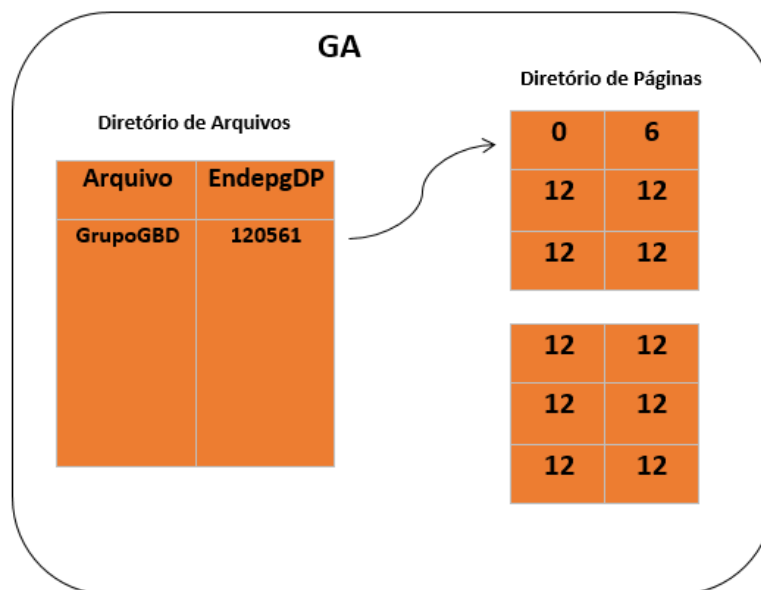 GA
Diretório de Arquivos
Arquivo EndepgDP
GrupoGBD 120561
Diretório de Páginas
0 6
12 12
12 12
12 12
12 12
12 12